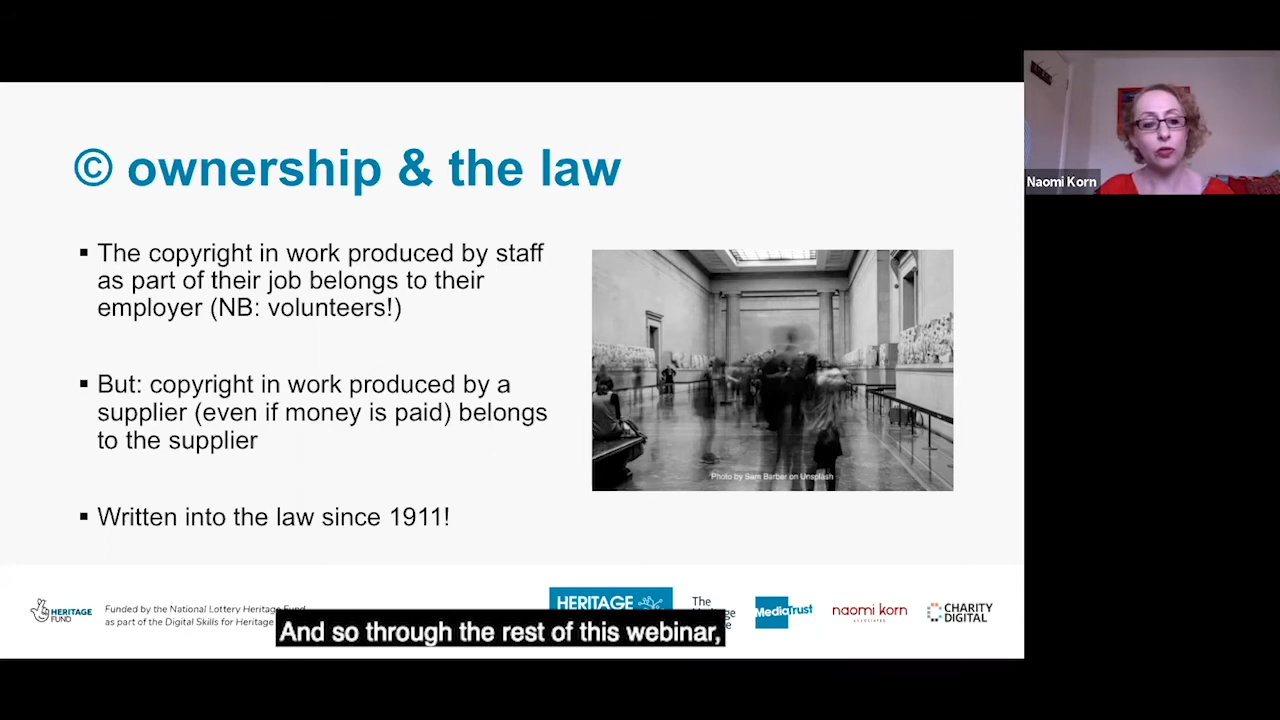 © ownership & the law
Naomi Korn
▪ The copyright in work produced by staff
as part of their job belongs to their
employer (NB: volunteers!)
▪ But: copyright in work produced by a
supplier (even if money is paid) belongs
to the supplier
▪ Written into the law since 1911!
Photo by Sam Barber on Unsplash
HERITAGE
FUND
Funded by the National Lottery Heritage Fund
as part of the Digital Skills for Heritage
HERITAGE
The
MediaTrust
naomi korn
ASSOCIATES
CHARITY
DIGITAL
And so through the rest of this webinar,